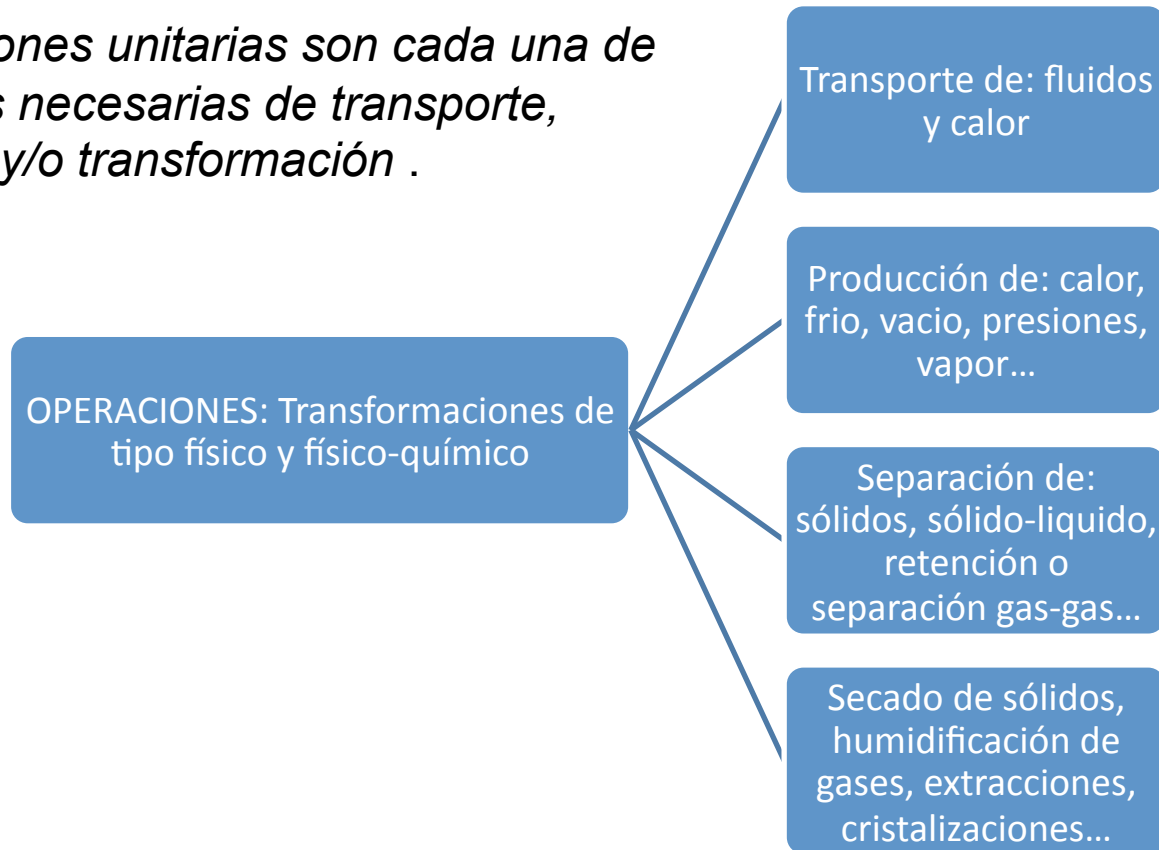 ones unitarias son cada una de
s necesarias de transporte,
y/o transformación .
Transporte de: fluidos
y calor
Producción de: calor,
frio, vacio, presiones,
vapor...
OPERACIONES: Transformaciones de
tipo físico y físico-químico
Separación de:
sólidos, sólido-liquido,
retención o
separación gas-gas...
Secado de sólidos,
humidificación de
gases, extracciones,
cristalizaciones...